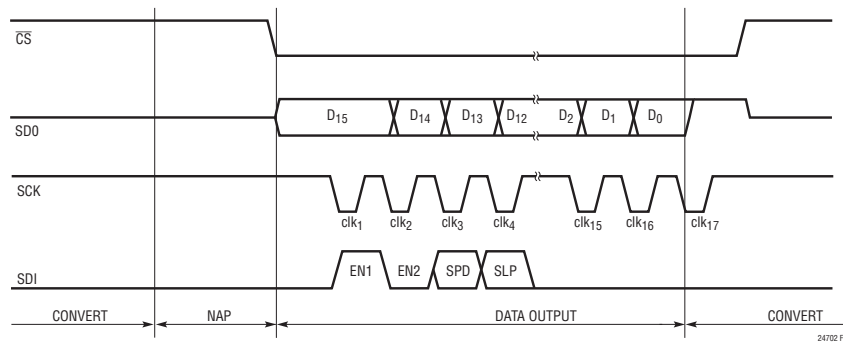 CS
SD0
D15 D14 D13 D12 D2 D1 D0
SCK
clk1 clk2 clk3 clk4 clk15 clk16 clk17
SDI
EN1 EN2 SPD SLP
CONVERT NAP DATA OUTPUT CONVERT
24702 F